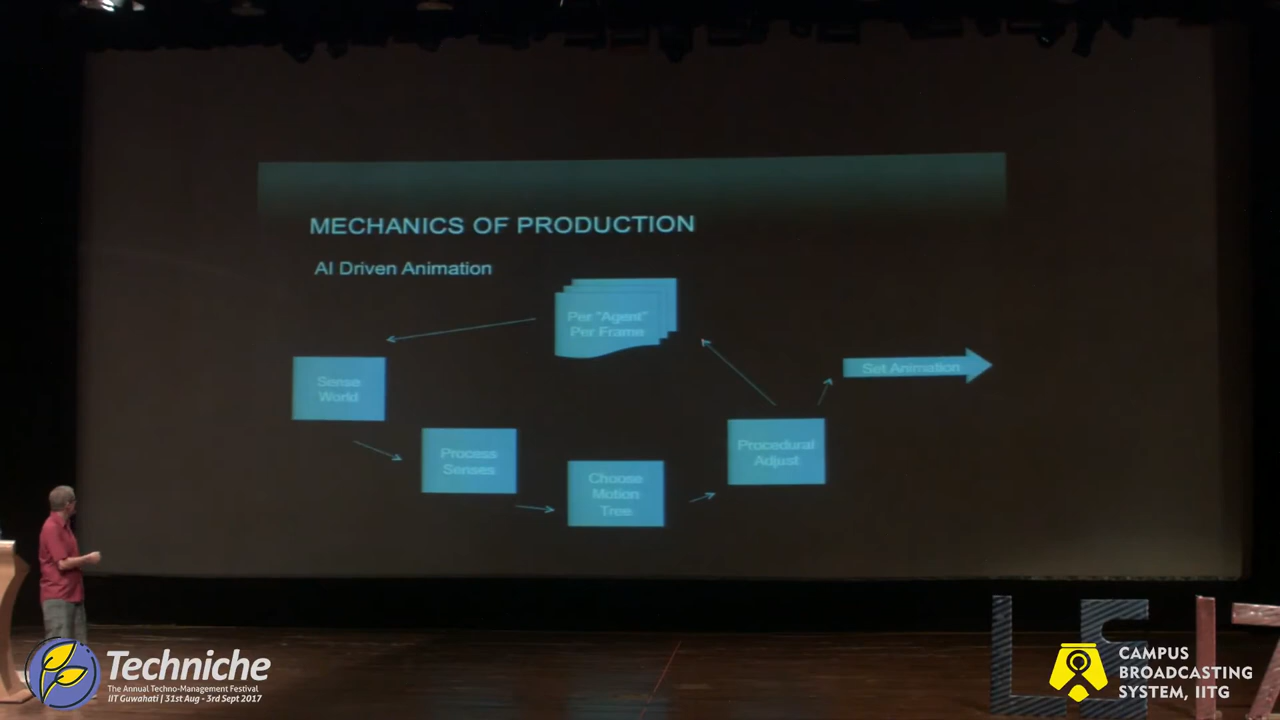 MECHANICS OF PRODUCTION
AI Driven Animation
Per "Agent"
Per Frame
Sense
World
Process
Senses
Choose
Motion
Tree
Procedural
Adjust
Set Animation
Techniche
The Annual Techno-Management Festival
IIT Guwahati | 31st Aug - 3rd Sept 2017
CAMPUS
BROADCASTING
SYSTEM, IITG